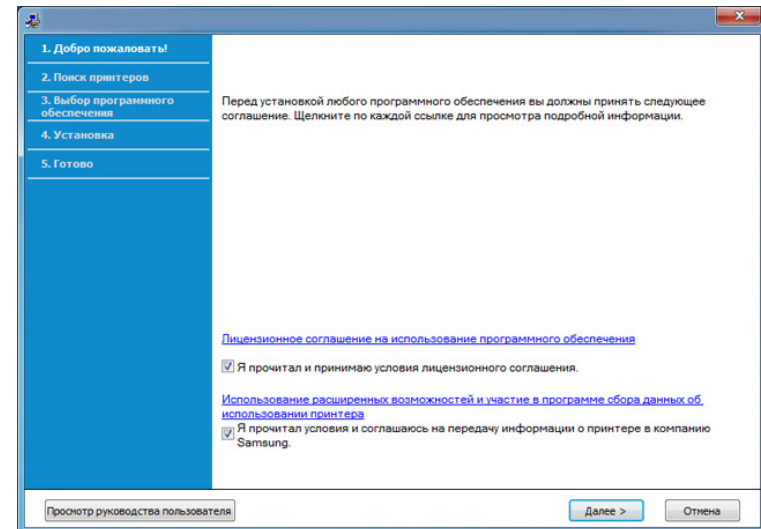 1. Добро пожаловать!
2. Поиск принтеров
3. Выбор программного
обеспечения
4. Установка
5. Готово
Перед установкой любого программного обеспечения вы должны принять следующее
соглашение. Щелкните по каждой ссылке для просмотра подробной информации.
Лицензионное соглашение на использование программного обеспечения
Я прочитал и принимаю условия лицензионного соглашения.
Использование расширенных возможностей и участие в программе сбора данных об
использовании принтера
Я прочитал условия и соглашаюсь на передачу информации о принтере в компанию
Samsung.
Просмотр руководства пользователя
Далее >
Отмена